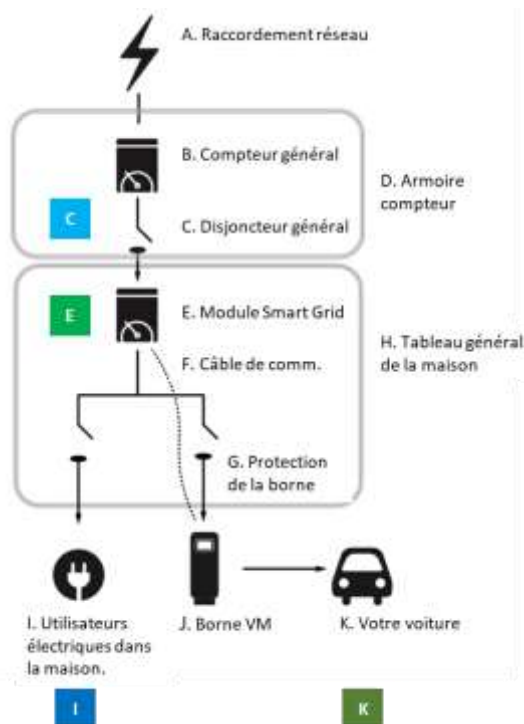 A. Raccordement réseau
B. Compteur général
D. Armoire
compteur
C
C. Disjoncteur général
E
E. Module Smart Grid
H. Tableau général
de la maison
F. Câble de comm.
G. Protection
de la borne
I. Utilisateurs
électriques dans
la maison.
J. Borne VM
K. Votre voiture
I
K